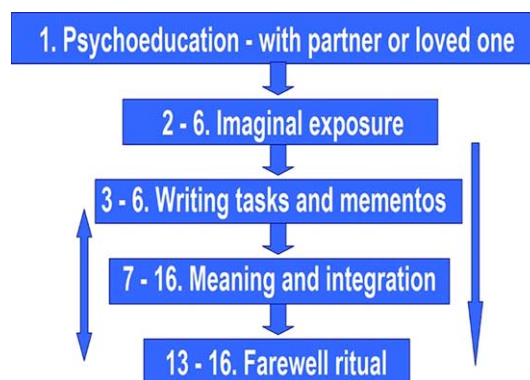 1. Psychoeducation - with partner or loved one
2 - 6. Imaginal exposure
3 - 6. Writing tasks and mementos
7 - 16. Meaning and integration
13 - 16. Farewell ritual